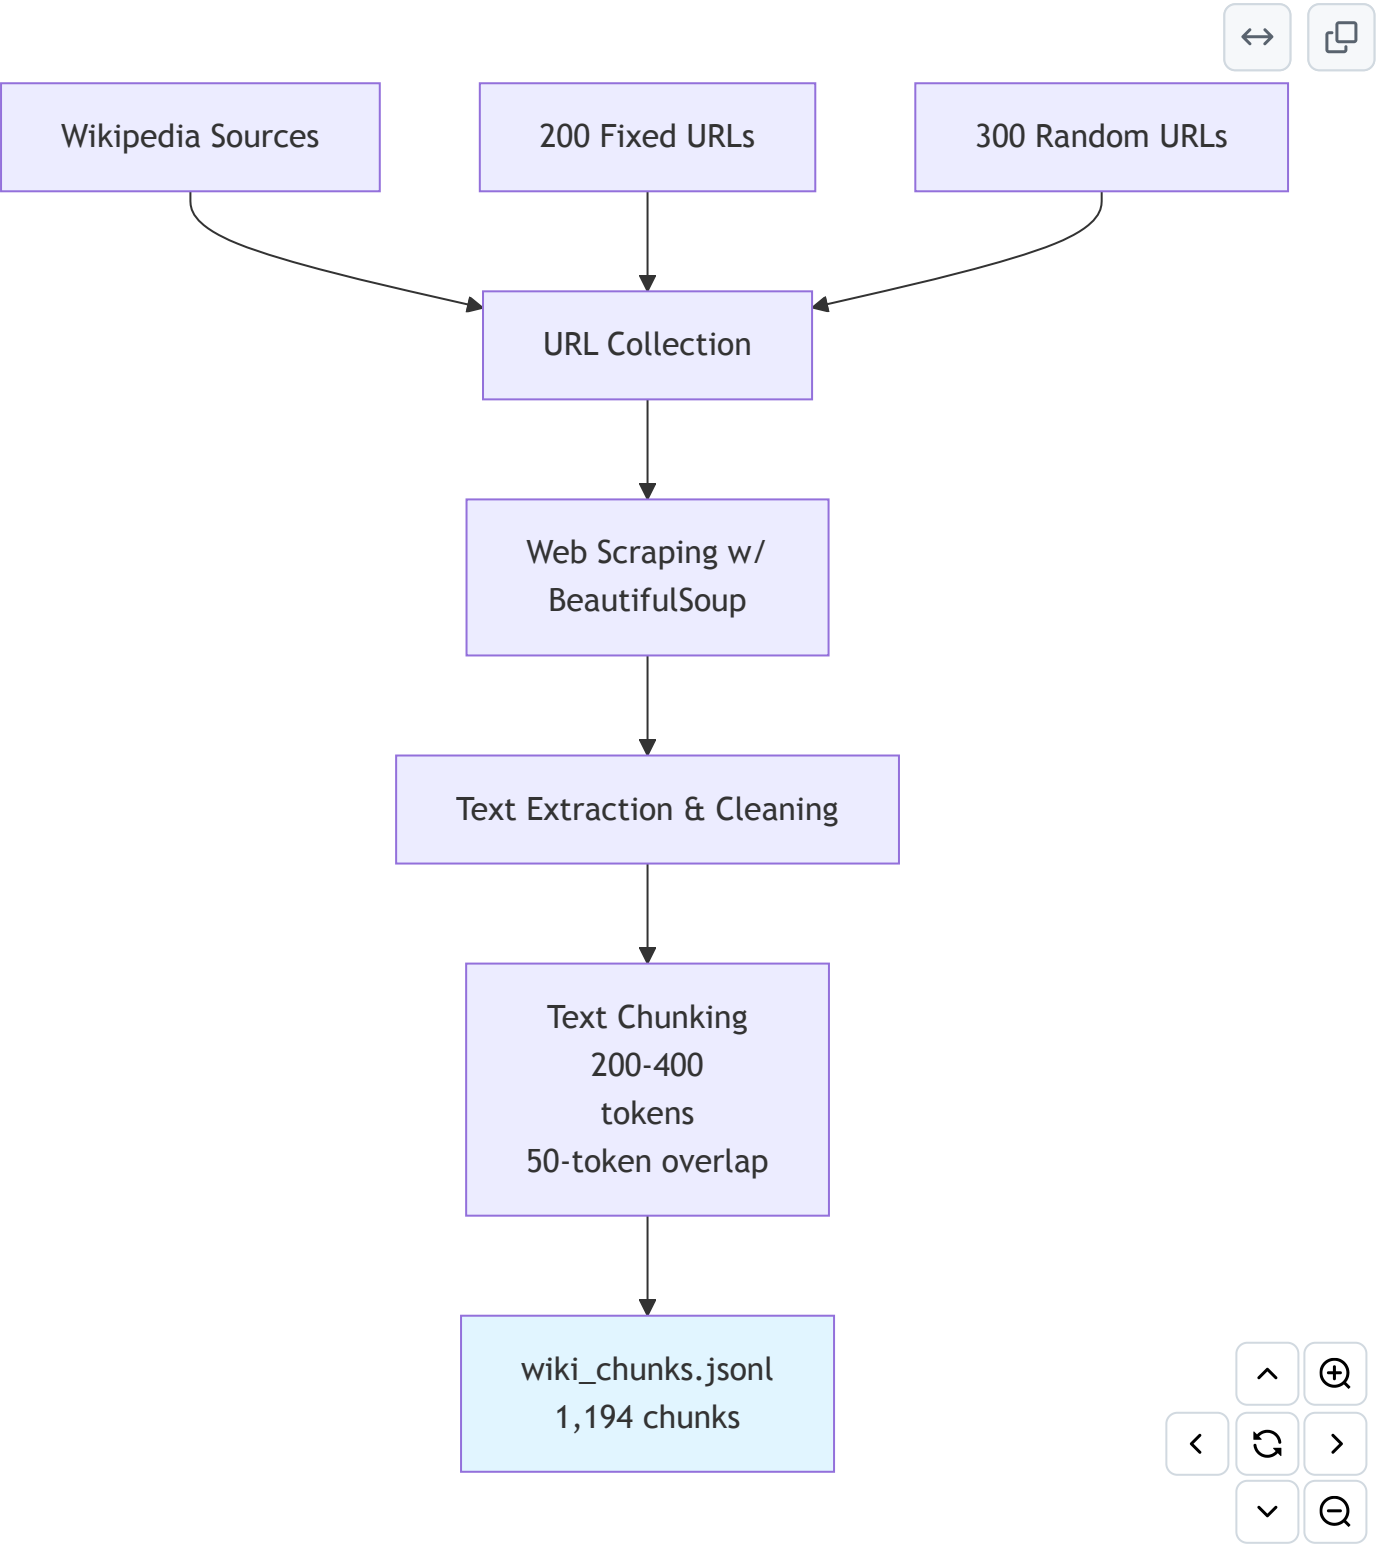 Wikipedia Sources
200 Fixed URLs
300 Random URLs
URL Collection
Web Scraping w/
BeautifulSoup
Text Extraction & Cleaning
Text Chunking
200-400
tokens
50-token overlap
wiki_chunks.jsonl
1,194 chunks